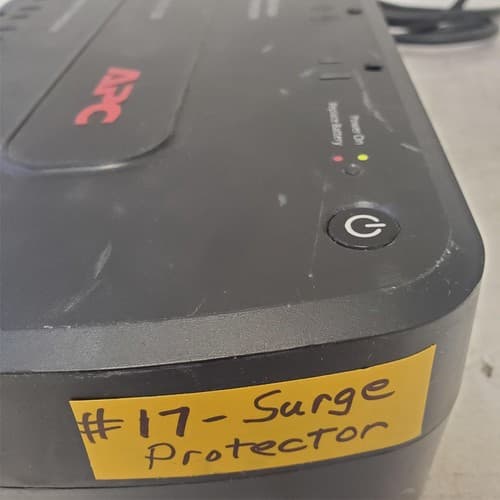 APC
Replace Battery
Power On
#17 - Surge
Protector